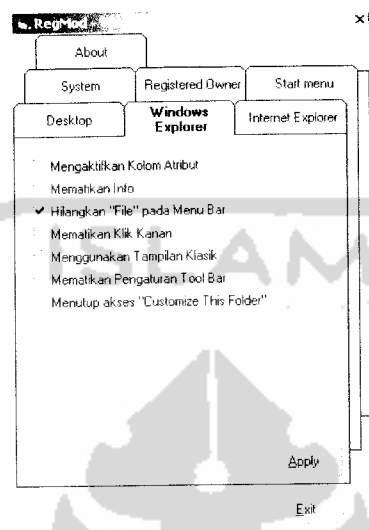 RegMod
About
System Registered Owner Start menu
Desktop Windows Explorer Internet Explorer
Mengaktifkan Kolom Atribut
Mematikan Info
Hilangkan "File" pada Menu Bar
Mematikan Klik Kanan
Menggunakan Tampilan Klasik
Mematikan Pengaturan Tool Bar
Menutup akses "Customize This Folder"
ISLAM
Apply
Exit